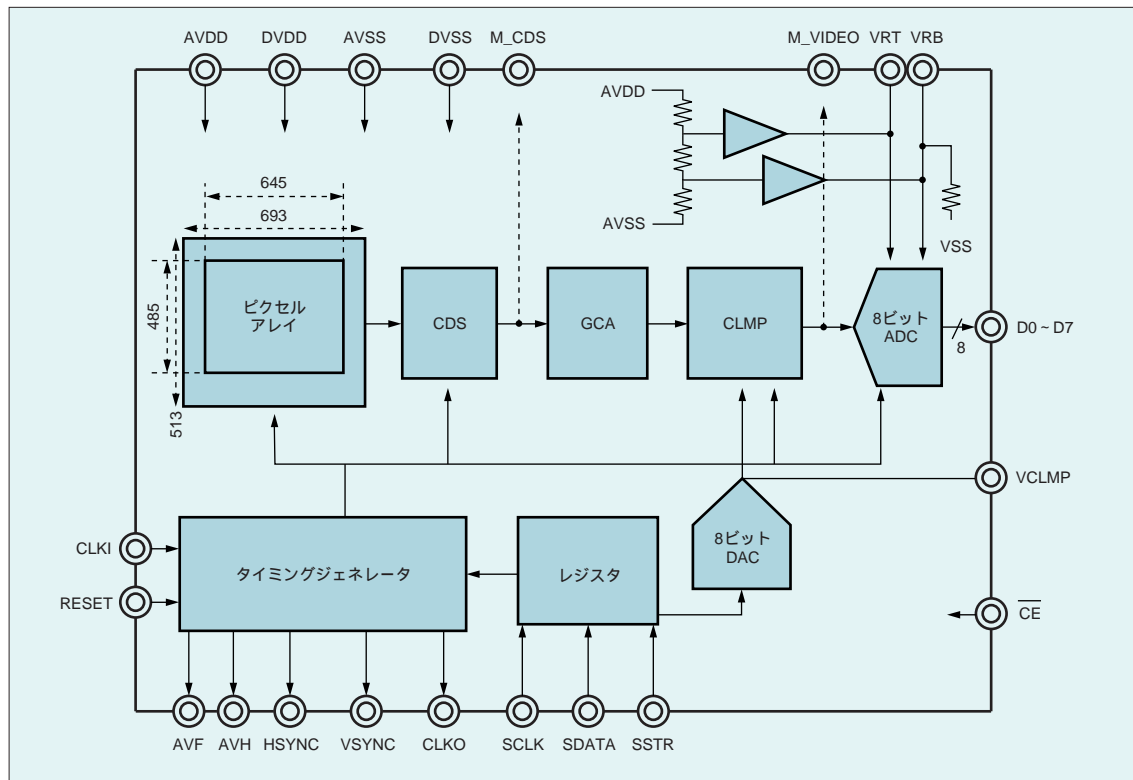 AVDD DVDD AVSS DVSS M_CDS M_VIDEO VRT VRB
AVDD
AVSS
VSS
645
693
485
513
ピクセル
アレイ
CDS
GCA
CLMP
8ビット
ADC
8
D0 ~ D7
VCLMP
CLKI
RESET
タイミングジェネレータ
レジスタ
8ビット
DAC
CE
AVF AVH HSYNC VSYNC CLKO SCLK SDATA SSTR